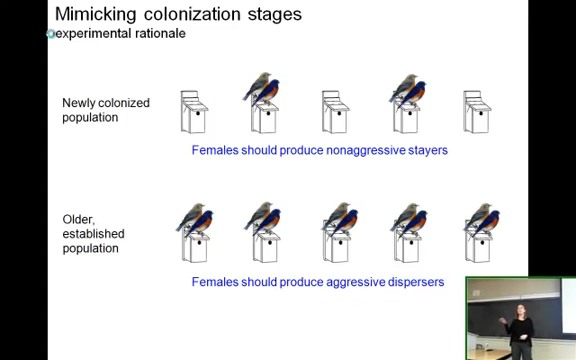 Mimicking colonization stages
experimental rationale
Newly colonized
population
Females should produce nonaggressive stayers
Older,
established
population
Females should produce aggressive dispersers